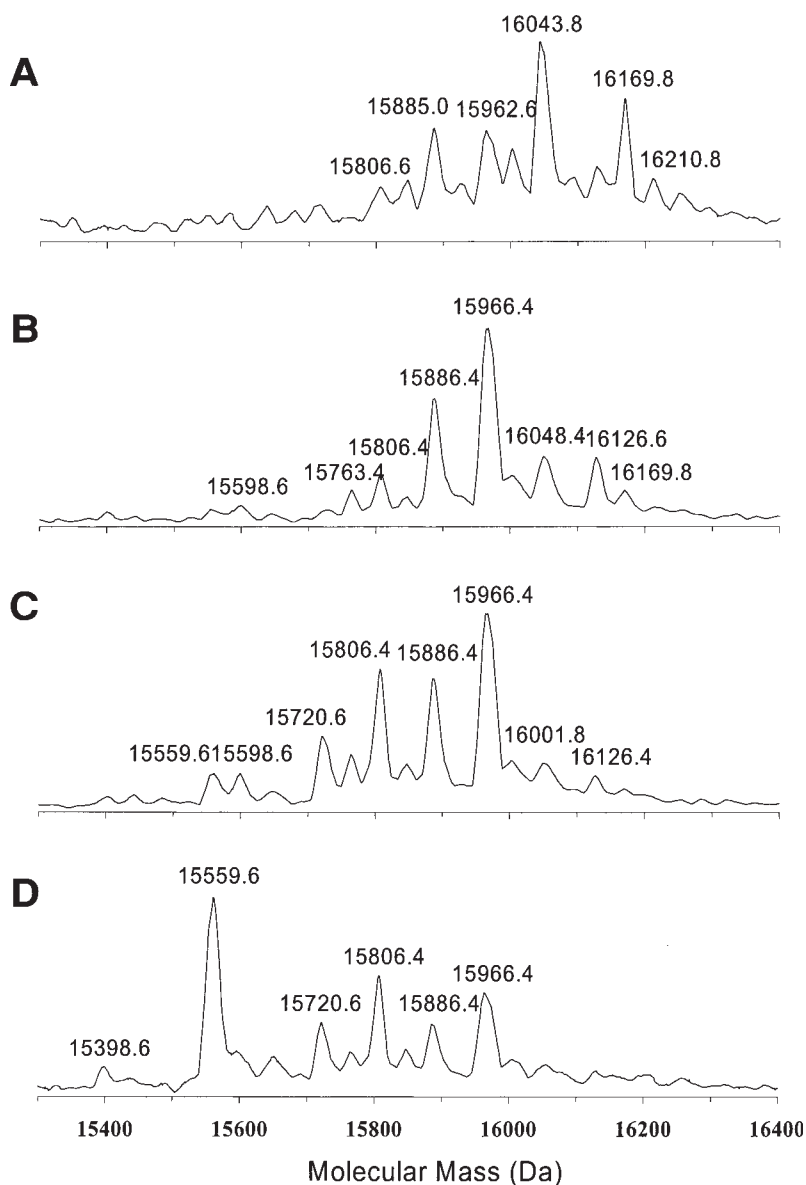 A
16043.8
15885.0 15962.6 16169.8
15806.6 16210.8
B
15966.4
15886.4
15806.4 16048.4 16126.6
15598.6 15763.4 16169.8
C
15966.4
15806.4 15886.4
15720.6 16001.8
15559.6 15598.6 16126.4
D
15559.6
15806.4 15966.4
15720.6 15886.4
15398.6
15400 15600 15800 16000 16200 16400
Molecular Mass (Da)